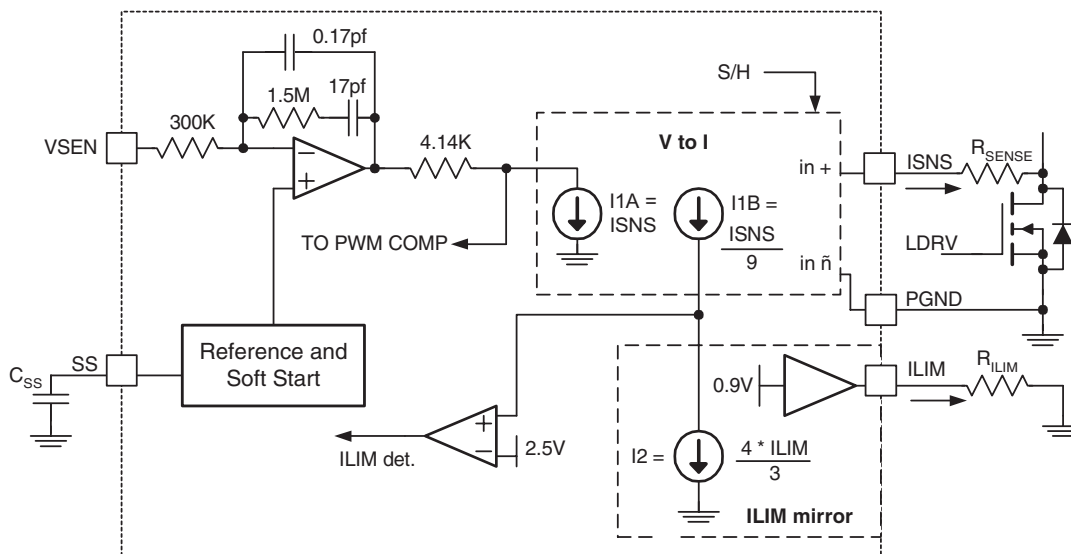 0.17pf
17pf
1.5M
S/H
300K
VSEN
4.14K
V to I
in +
ISNS
RSENSE
I1A =
ISNS
I1B =
ISNS
9
TO PWM COMP
LDRV
in ñ
PGND
Reference and
Soft Start
SS
CSS
0.9V
ILIM
RILIM
2.5V
ILIM det.
I2 =
4 * ILIM
3
ILIM mirror
+
−
−
+